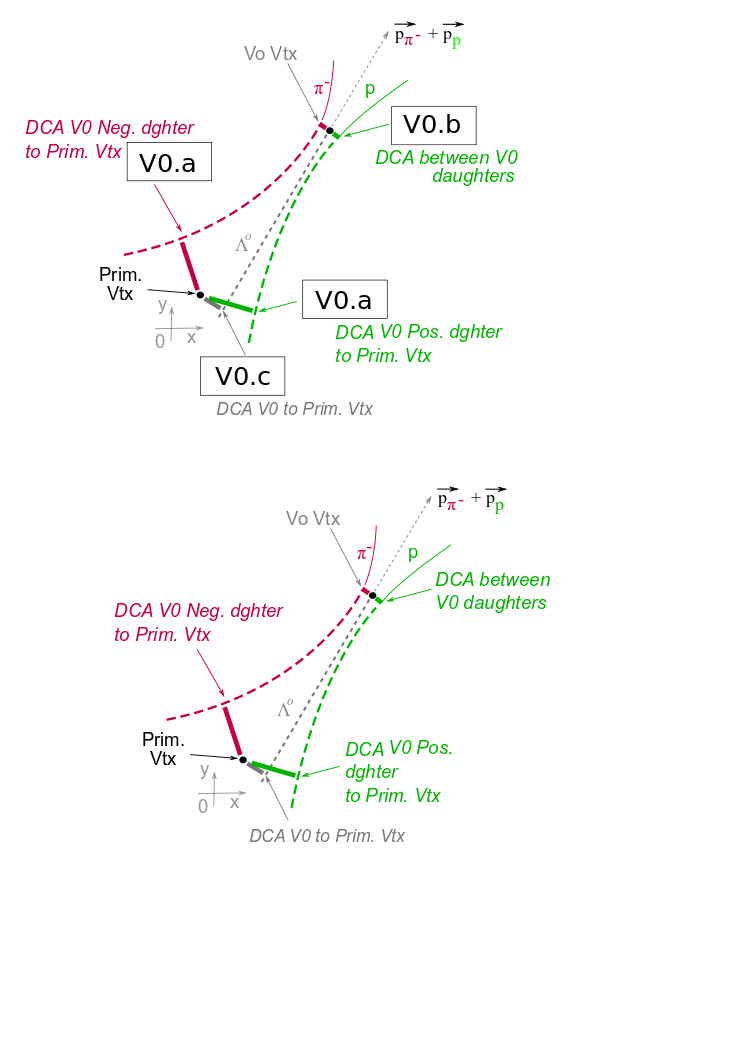 p⃗π- + p⃗p
Vo Vtx
π-
p
DCA V0 Neg. dghter
to Prim. Vtx
V0.a
V0.b
DCA between V0
daughters
Λo
Prim.
Vtx
y
0
x
V0.a
DCA V0 Pos. dghter
to Prim. Vtx
V0.c
DCA V0 to Prim. Vtx
p⃗π- + p⃗p
Vo Vtx
π-
p
DCA between
V0 daughters
DCA V0 Neg. dghter
to Prim. Vtx
Λo
Prim.
Vtx
y
0
x
DCA V0 Pos.
dghter
to Prim. Vtx
DCA V0 to Prim. Vtx